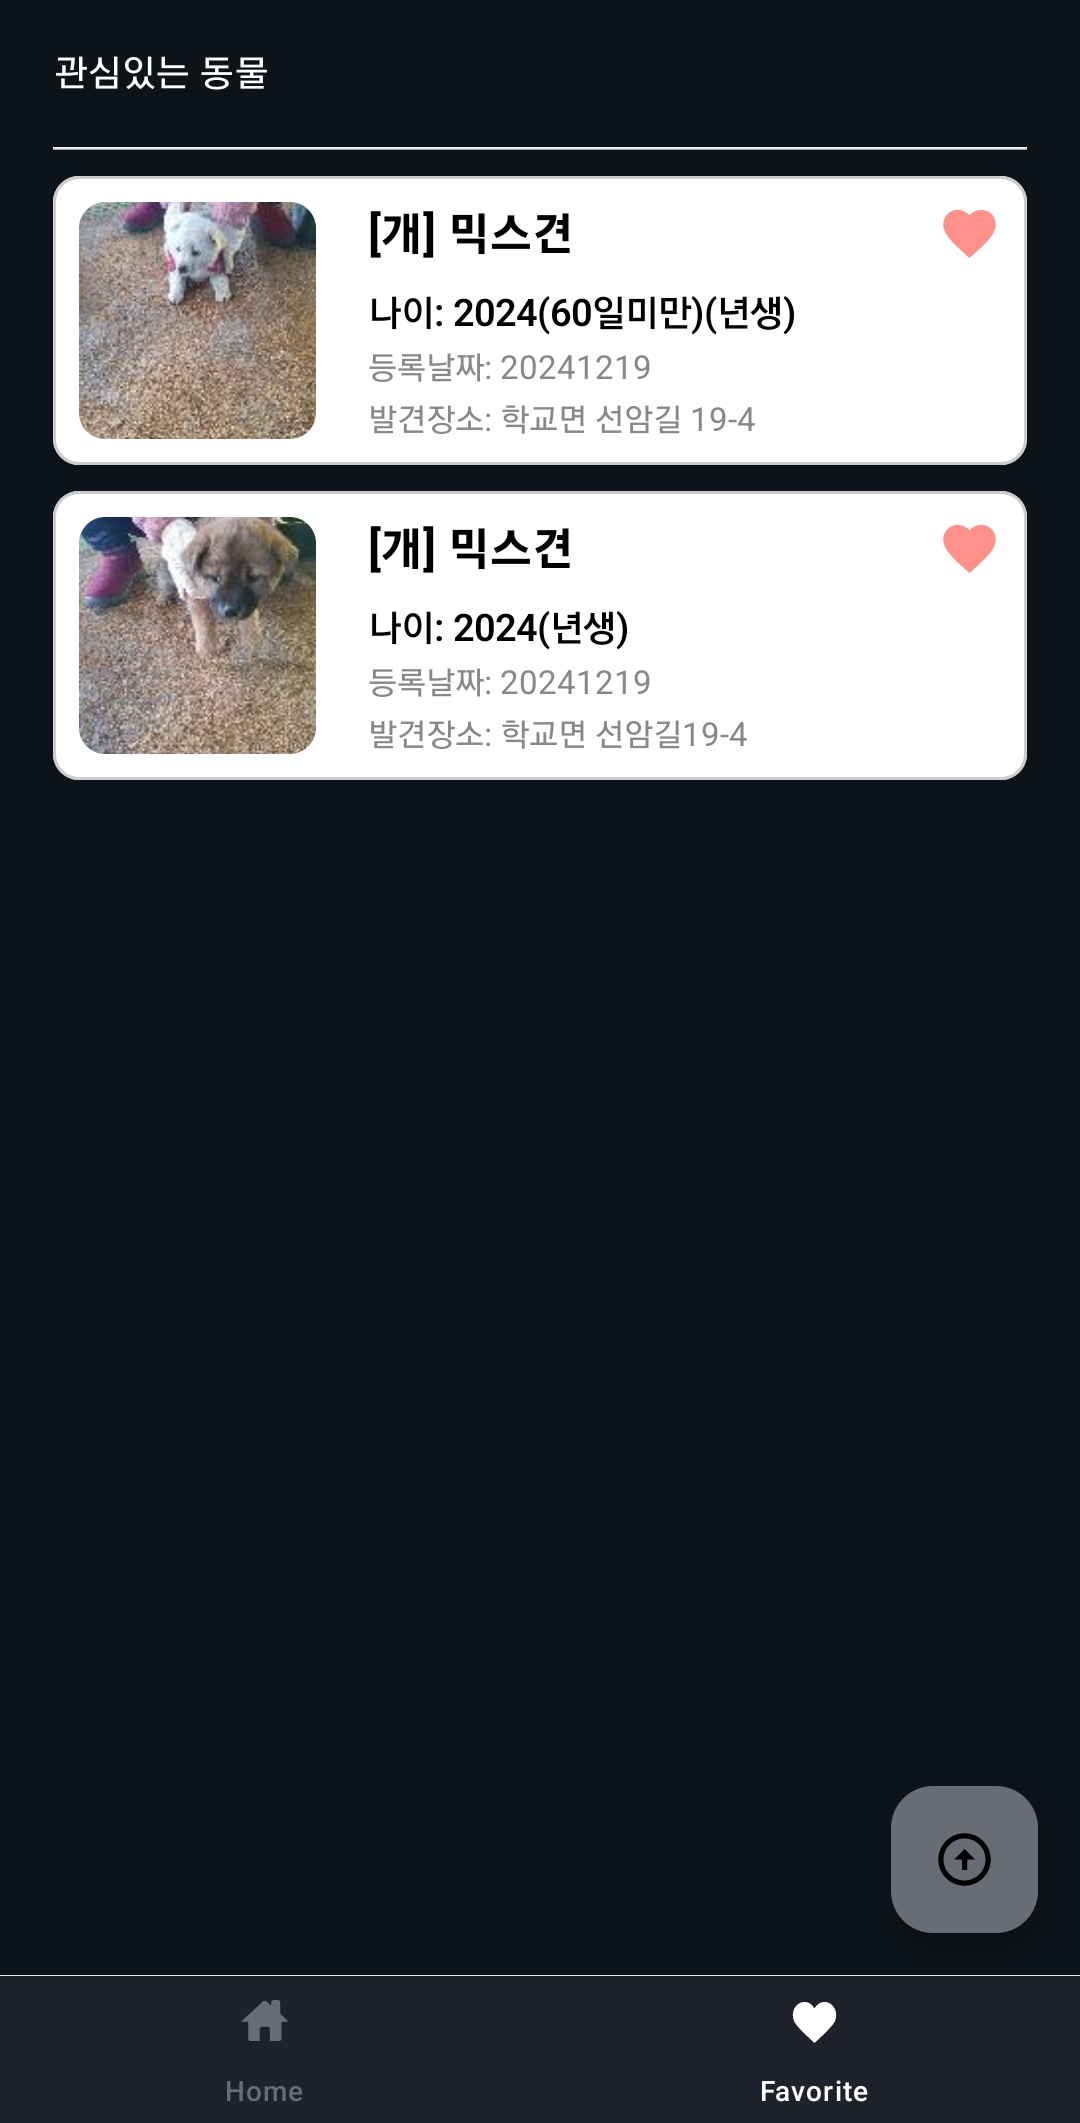 관심있는 동물
[개] 믹스견
나이: 2024(60일미만)(년생)
등록날짜: 20241219
발견장소: 학교면 선암길 19-4
[개] 믹스견
나이: 2024(년생)
등록날짜: 20241219
발견장소: 학교면 선암길19-4
Home
Favorite